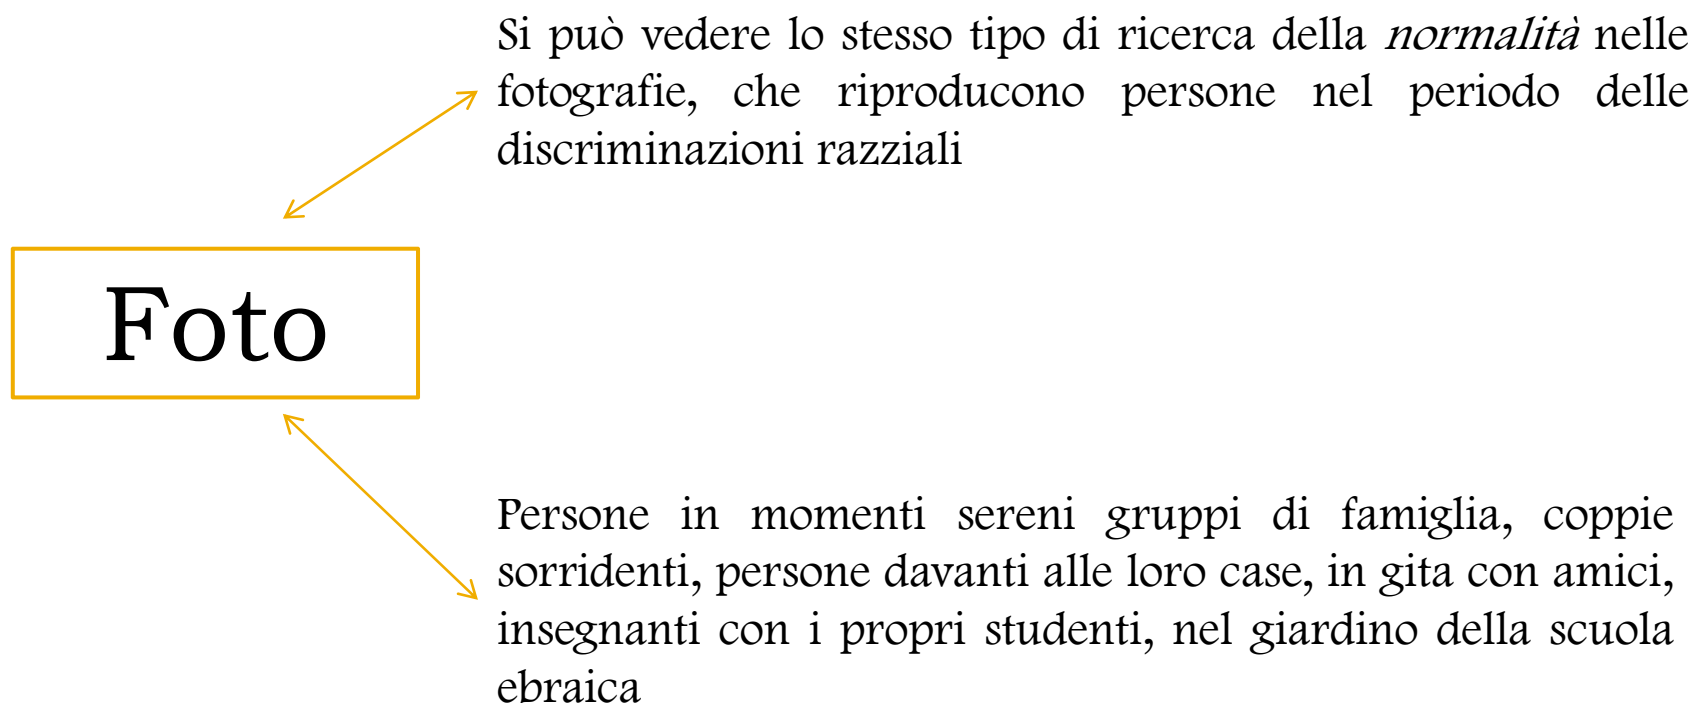 Si può vedere lo stesso tipo di ricerca della normalità nelle
fotografie, che riproducono persone nel periodo delle
discriminazioni razziali
Foto
Persone in momenti sereni gruppi di famiglia, coppie
sorridenti, persone davanti alle loro case, in gita con amici,
insegnanti con i propri studenti, nel giardino della scuola
ebraica